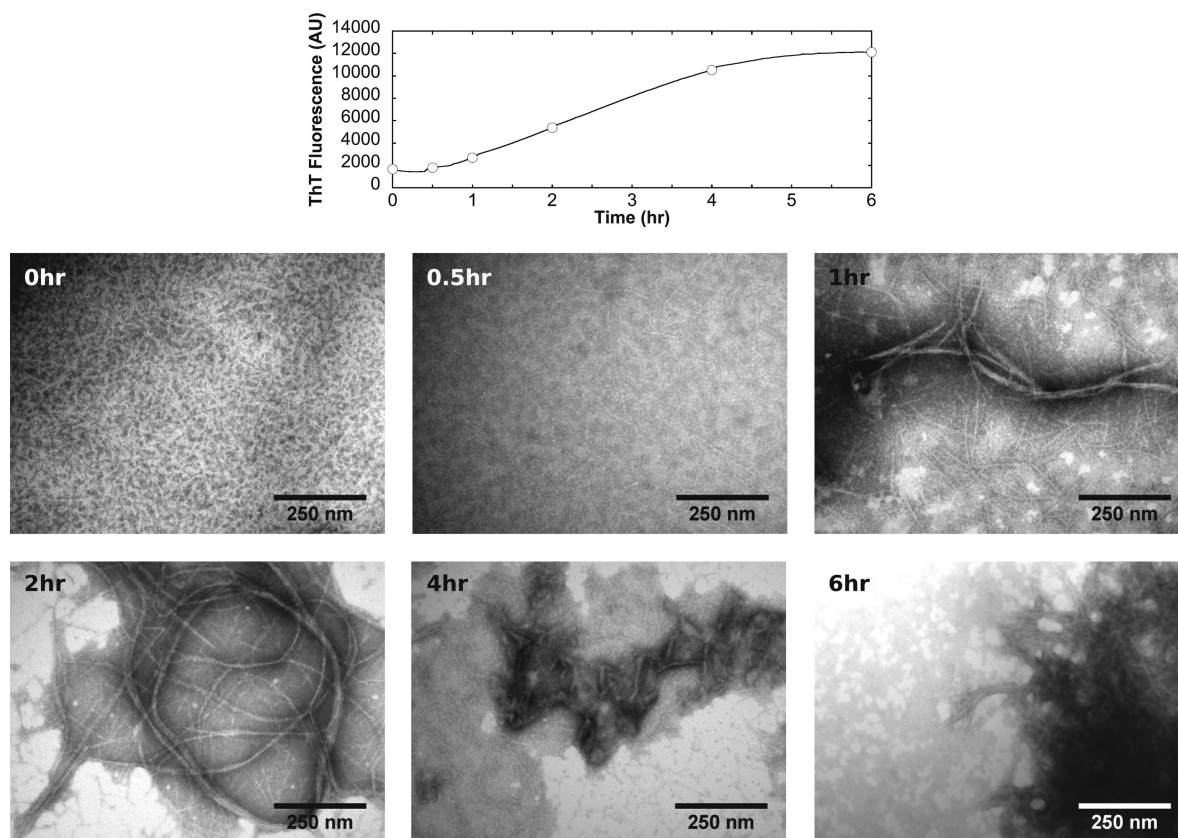 ThT Fluorescence (AU)
14000
12000
10000
8000
6000
4000
2000
0
0 1 2 3 4 5 6
Time (hr)
0hr
250 nm
0.5hr
250 nm
1hr
250 nm
2hr
250 nm
4hr
250 nm
6hr
250 nm